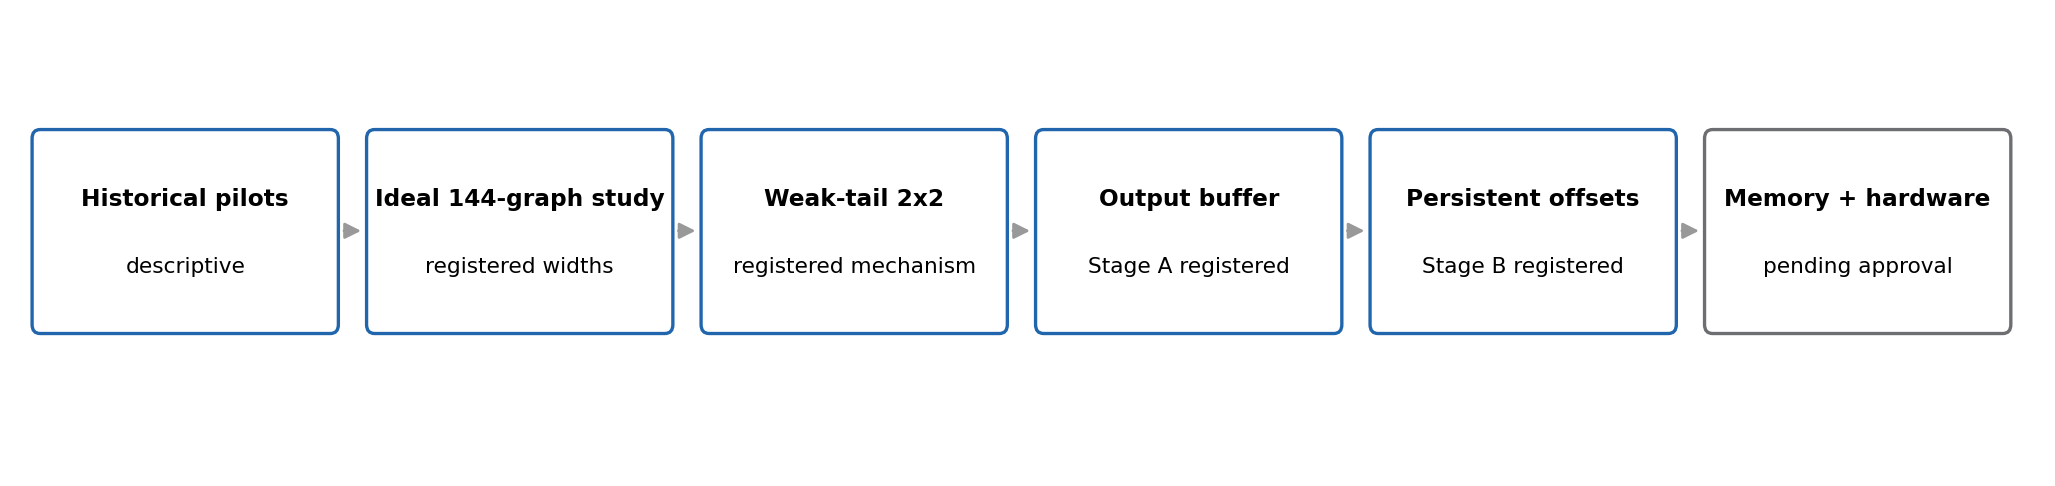 Historical pilots
descriptive
Ideal 144-graph study
registered widths
Weak-tail 2x2
registered mechanism
Output buffer
Stage A registered
Persistent offsets
Stage B registered
Memory + hardware
pending approval